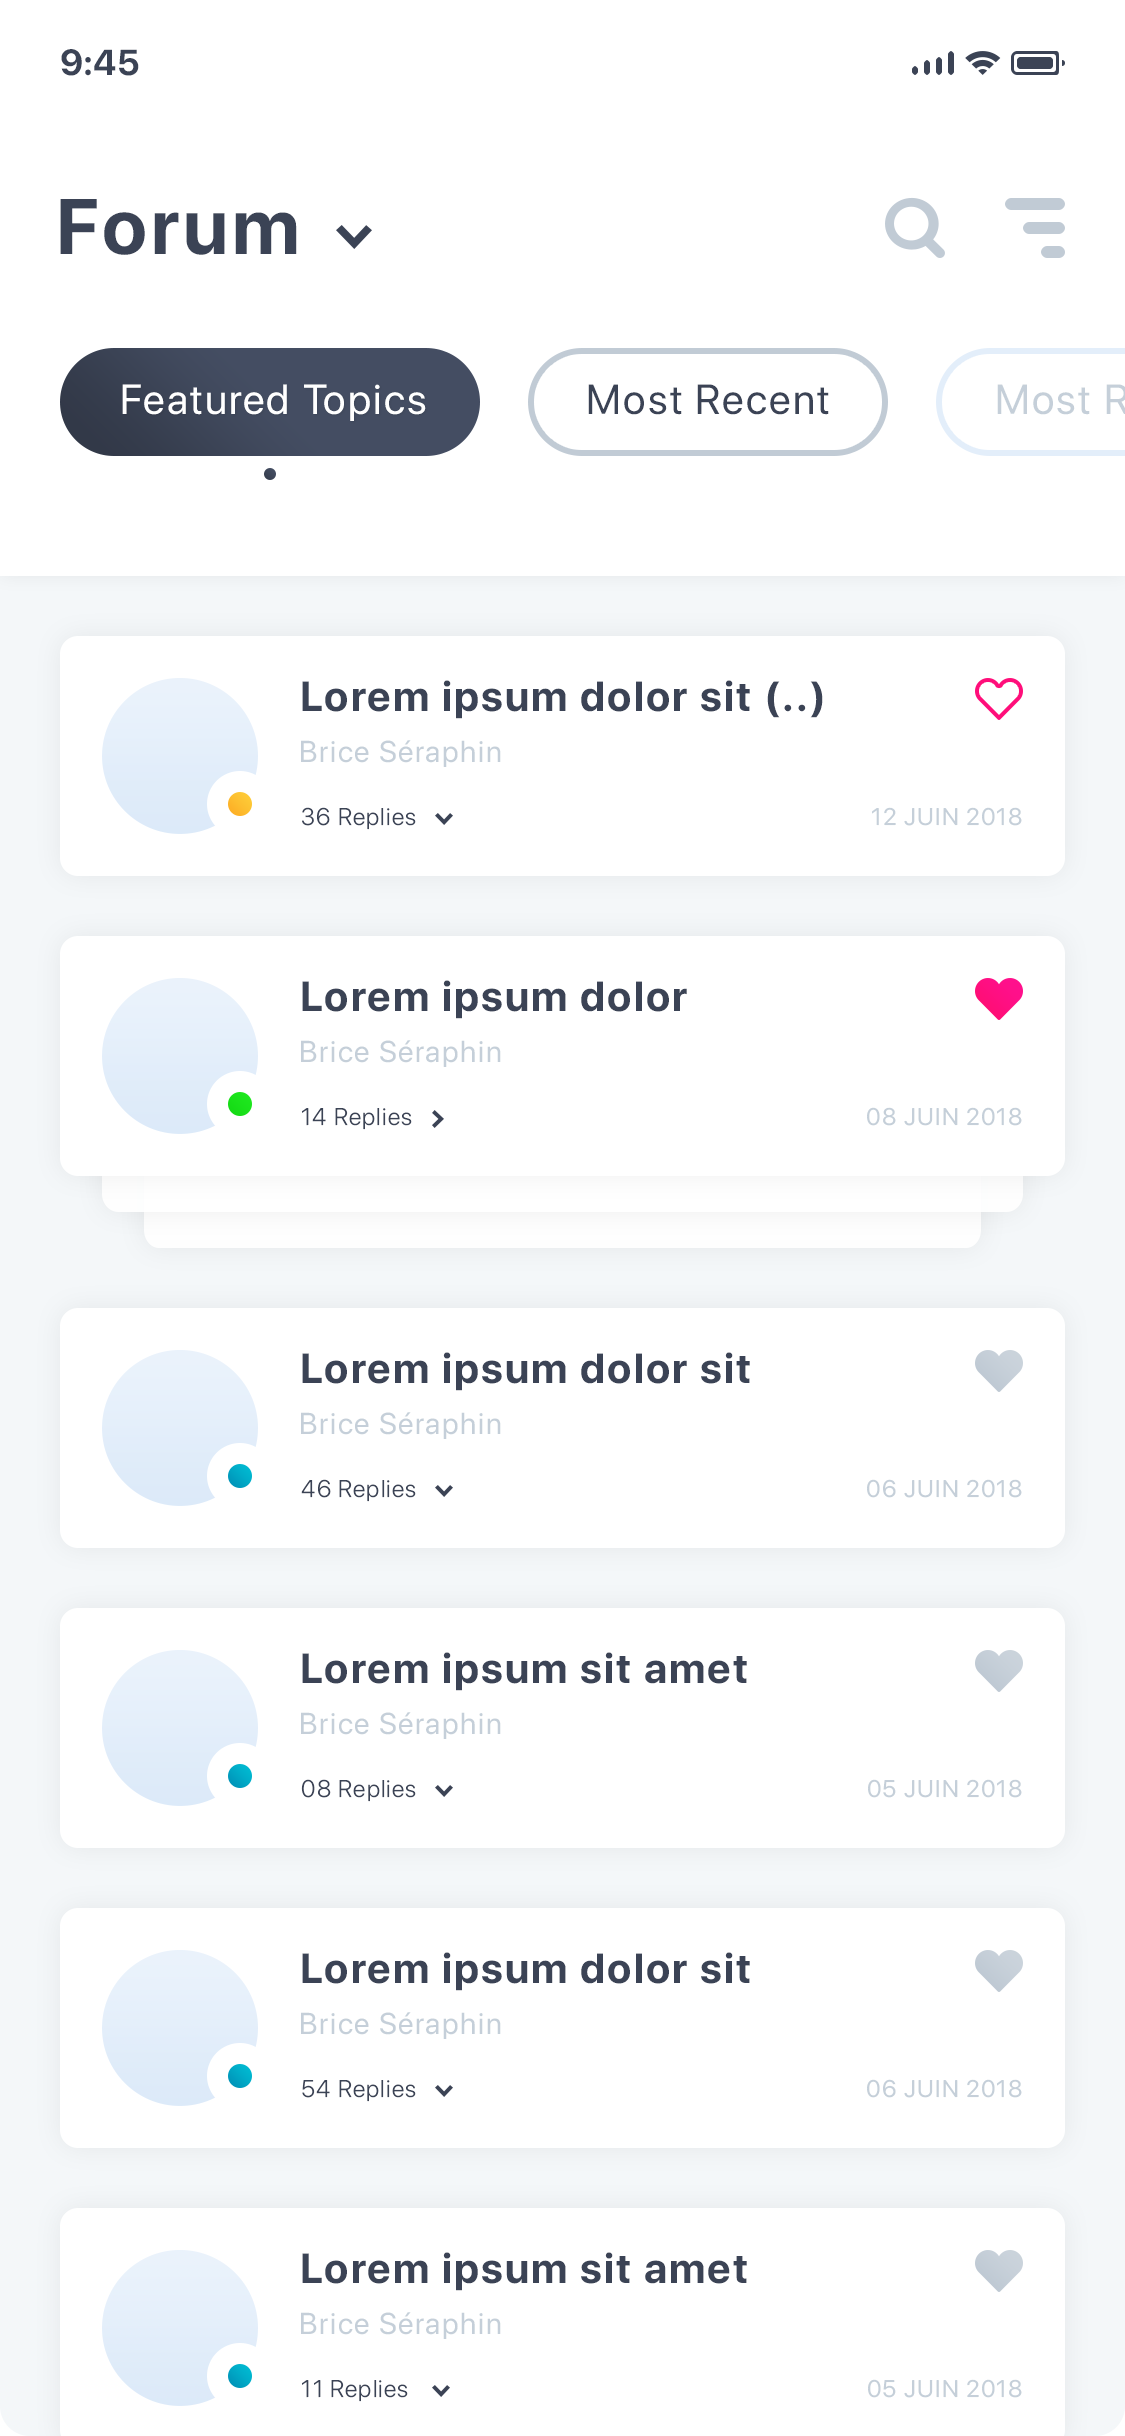 9:45
Forum
Featured Topics Most Recent Most
Lorem ipsum dolor sit (..)
Brice Séraphin
36 Replies 12 JUIN 2018
Lorem ipsum dolor
Brice Séraphin
14 Replies 08 JUIN 2018
Lorem ipsum dolor sit
Brice Séraphin
46 Replies 06 JUIN 2018
Lorem ipsum sit amet
Brice Séraphin
08 Replies 05 JUIN 2018
Lorem ipsum dolor sit
Brice Séraphin
54 Replies 06 JUIN 2018
Lorem ipsum sit amet
Brice Séraphin
11 Replies 05 JUIN 2018